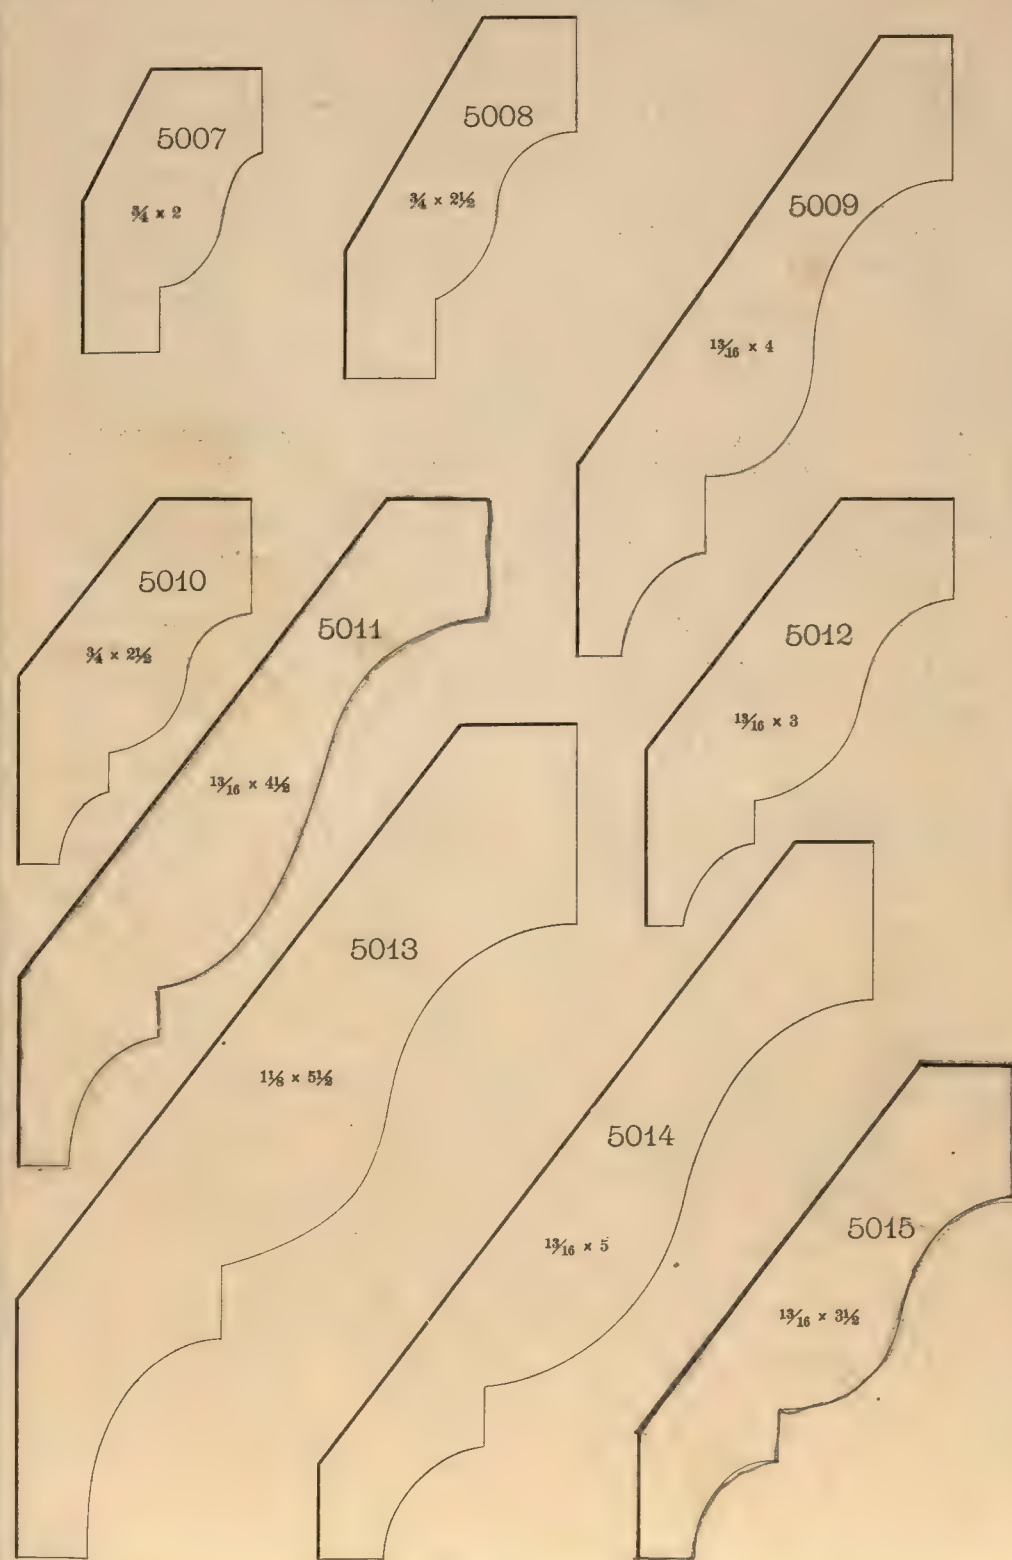 5007
¾ × 2
5008
¾ × 2½
5009
13/16 × 4
5010
¾ × 2½
5011
13/16 × 4½
5012
13/16 × 3
5013
1⅛ × 5½
5014
13/16 × 5
5015
13/16 × 3½